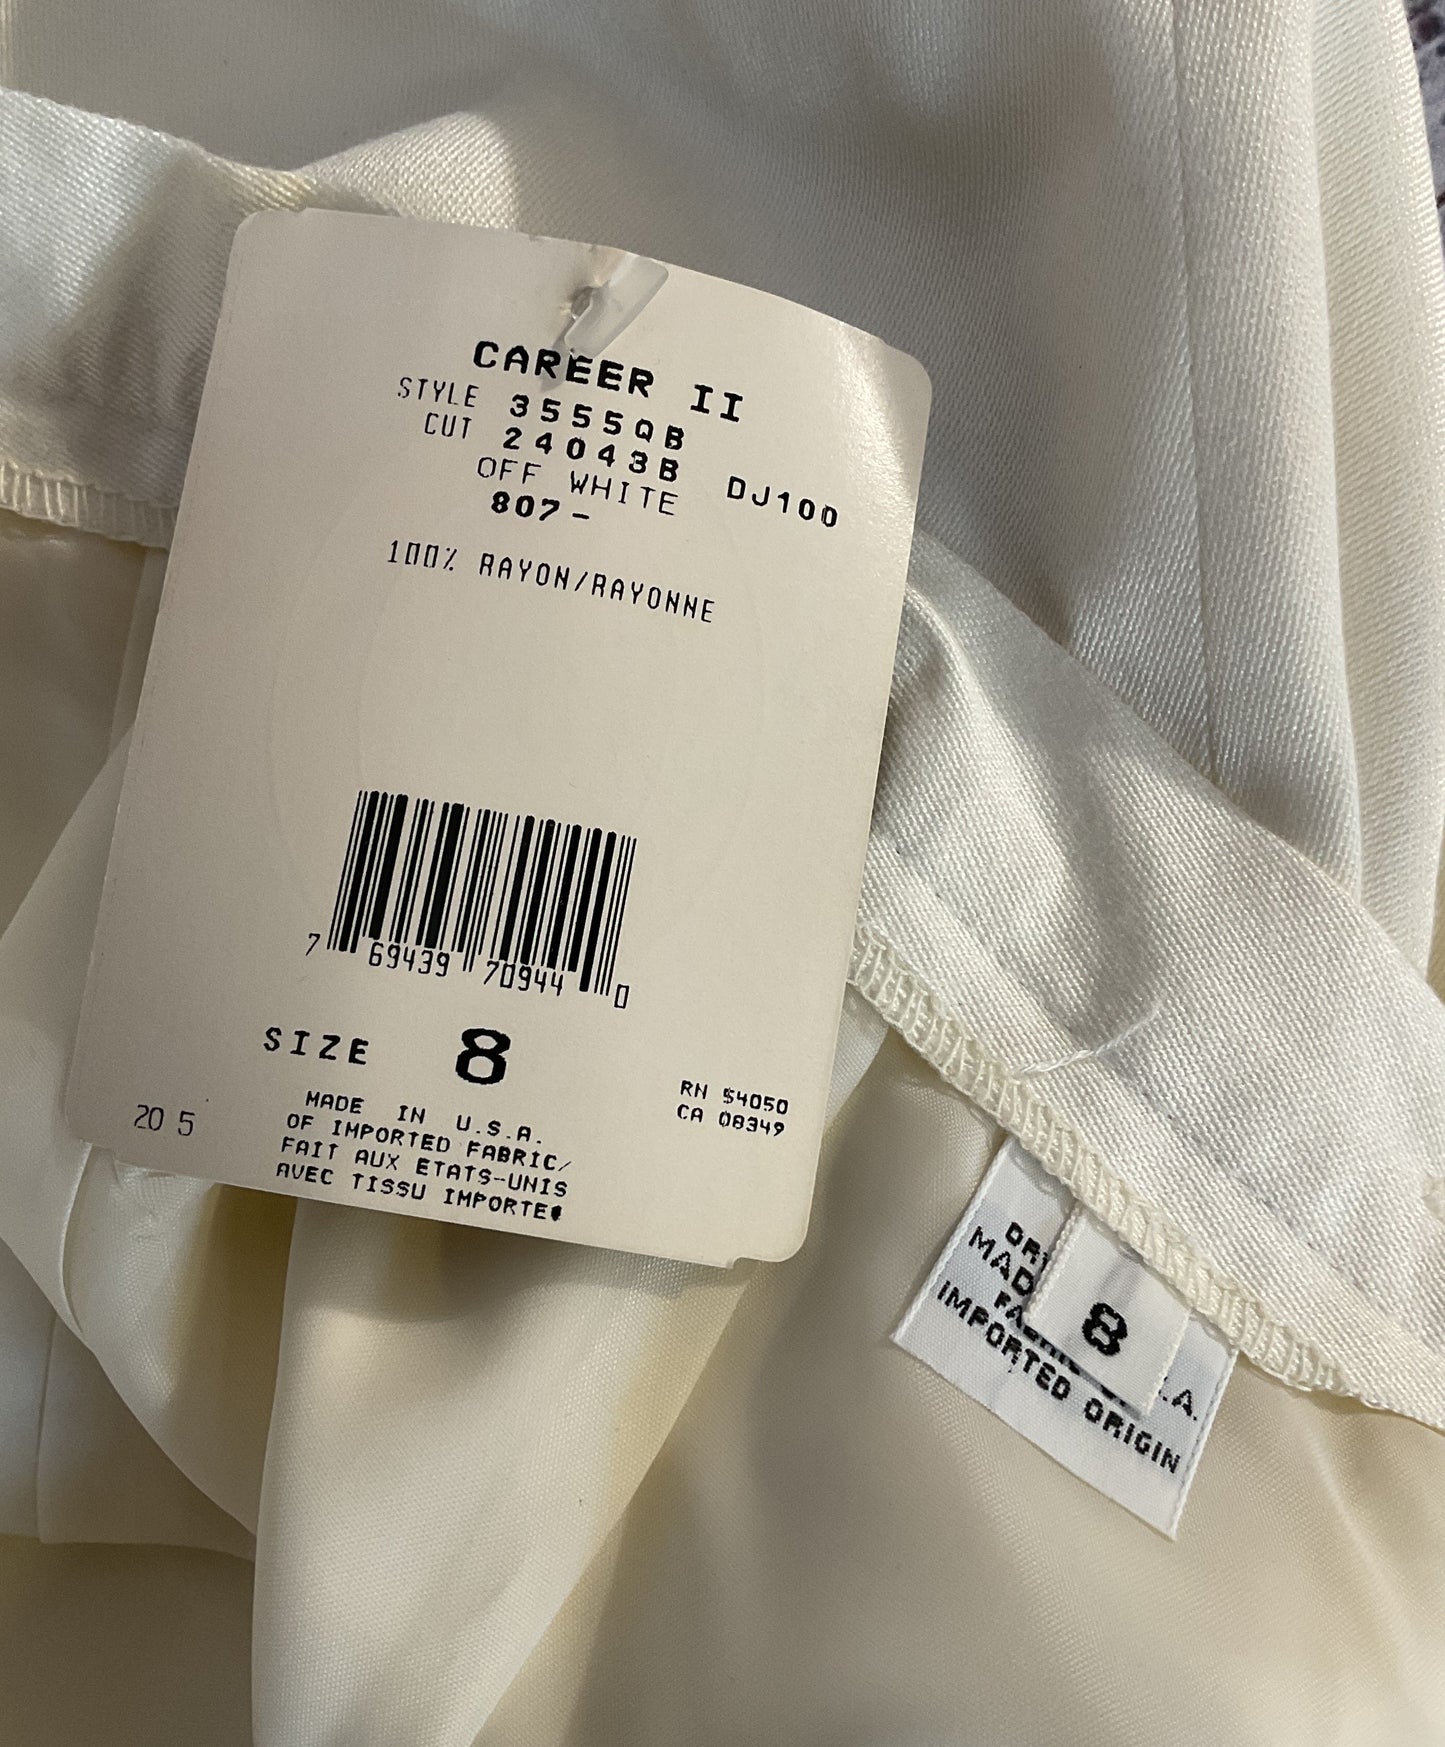 CAREER II
STYLE 3555QB
CUT 24043B DJ100
OFF WHITE
807-
100% RAYON/RAYONNE
7 69439 70944 0
SIZE 8
20 5
MADE IN U.S.A.
OF IMPORTED FABRIC/
FAIT AUX ETATS-UNIS
AVEC TISSU IMPORTE
RN 54050
CA 08349
8
IMPORTED ORIGIN